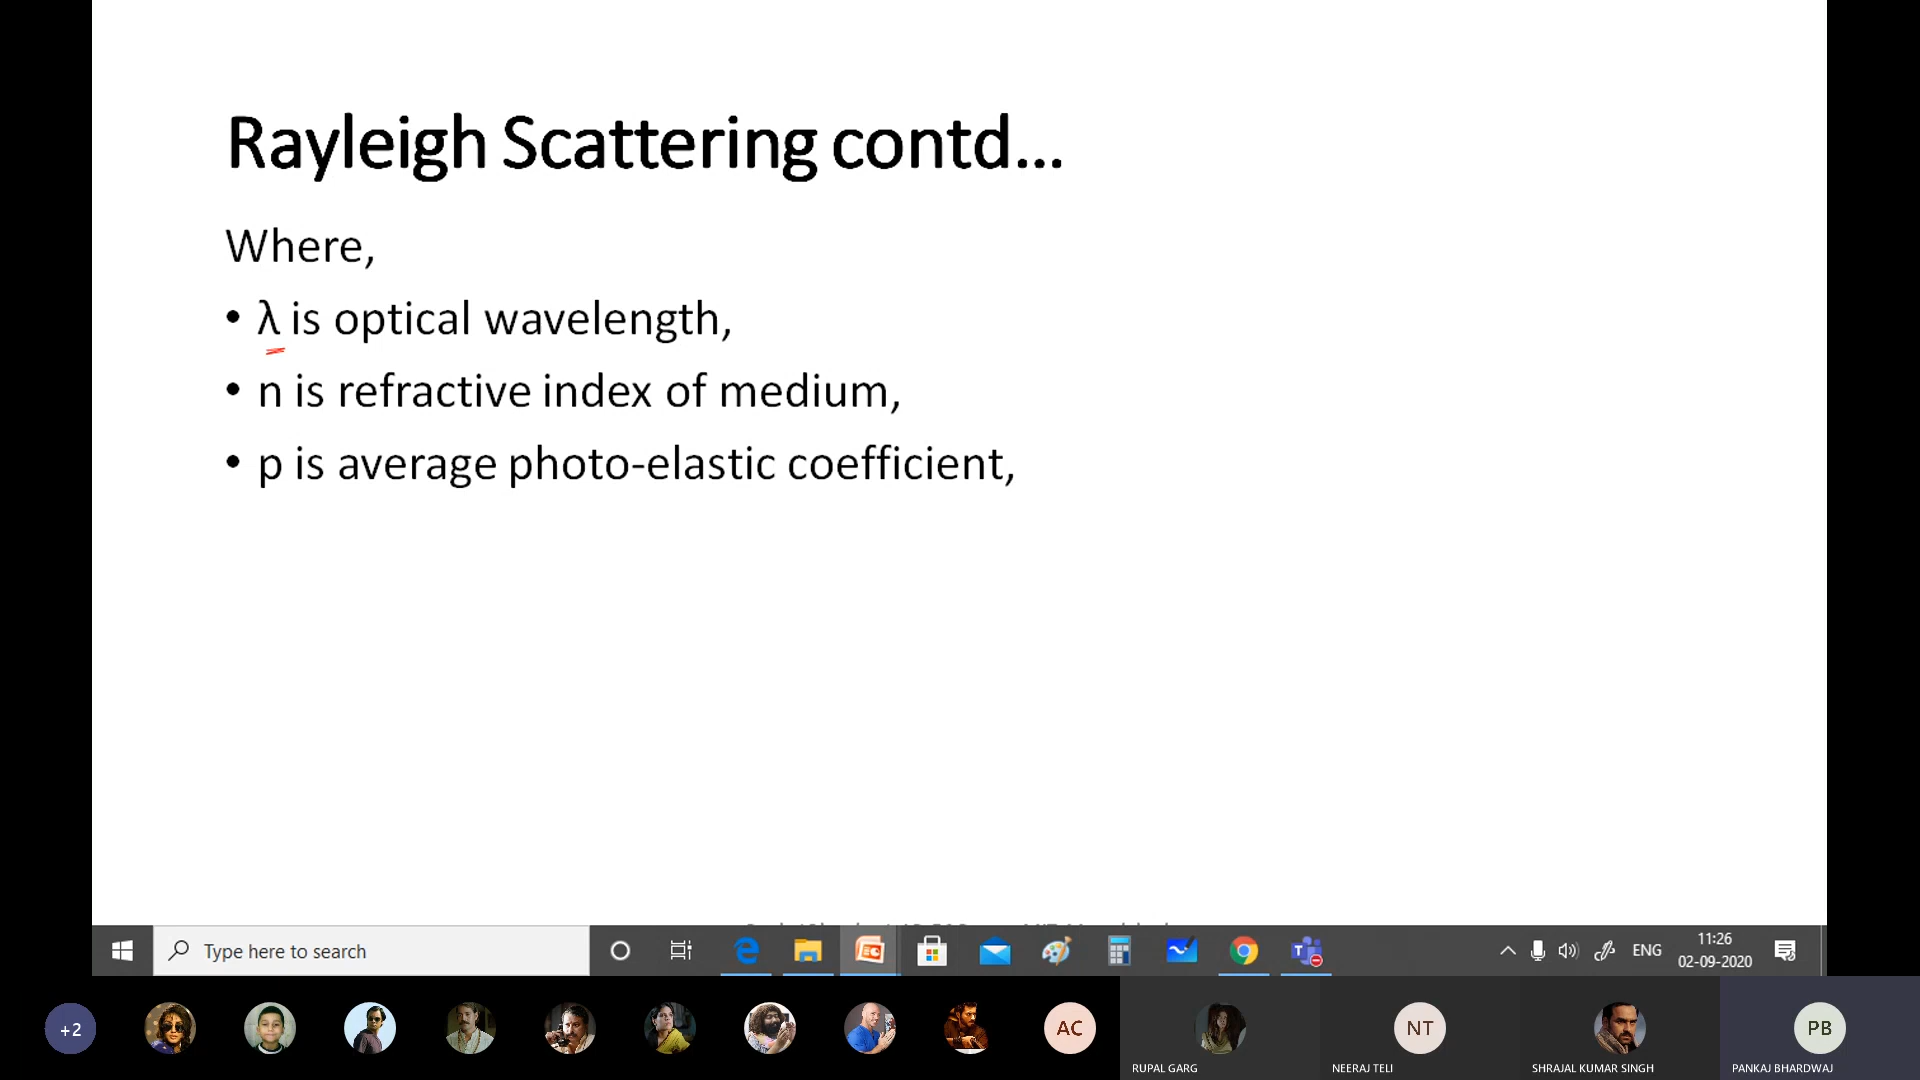 Rayleigh Scattering contd...
Where,
• λ is optical wavelength,
• n is refractive index of medium,
• p is average photo-elastic coefficient,
Type here to search
ENG
11:26
02-09-2020
+2
AC
NT
PB
RUPAL GARG
NEERAJ TELI
SHRAJAL KUMAR SINGH
PANKAJ BHARDWAJ